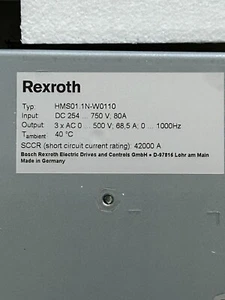 Rexroth
Typ: HMS01.1N-W0110
Input: DC 254 ... 750 V; 80A
Output: 3 x AC 0 ... 500 V; 68,5 A; 0 ... 1000Hz
Tambient: 40 °C
SCCR (short circuit current rating): 42000 A
Bosch Rexroth Electric Drives and Controls GmbH • D-97816 Lohr am Main
Made in Germany